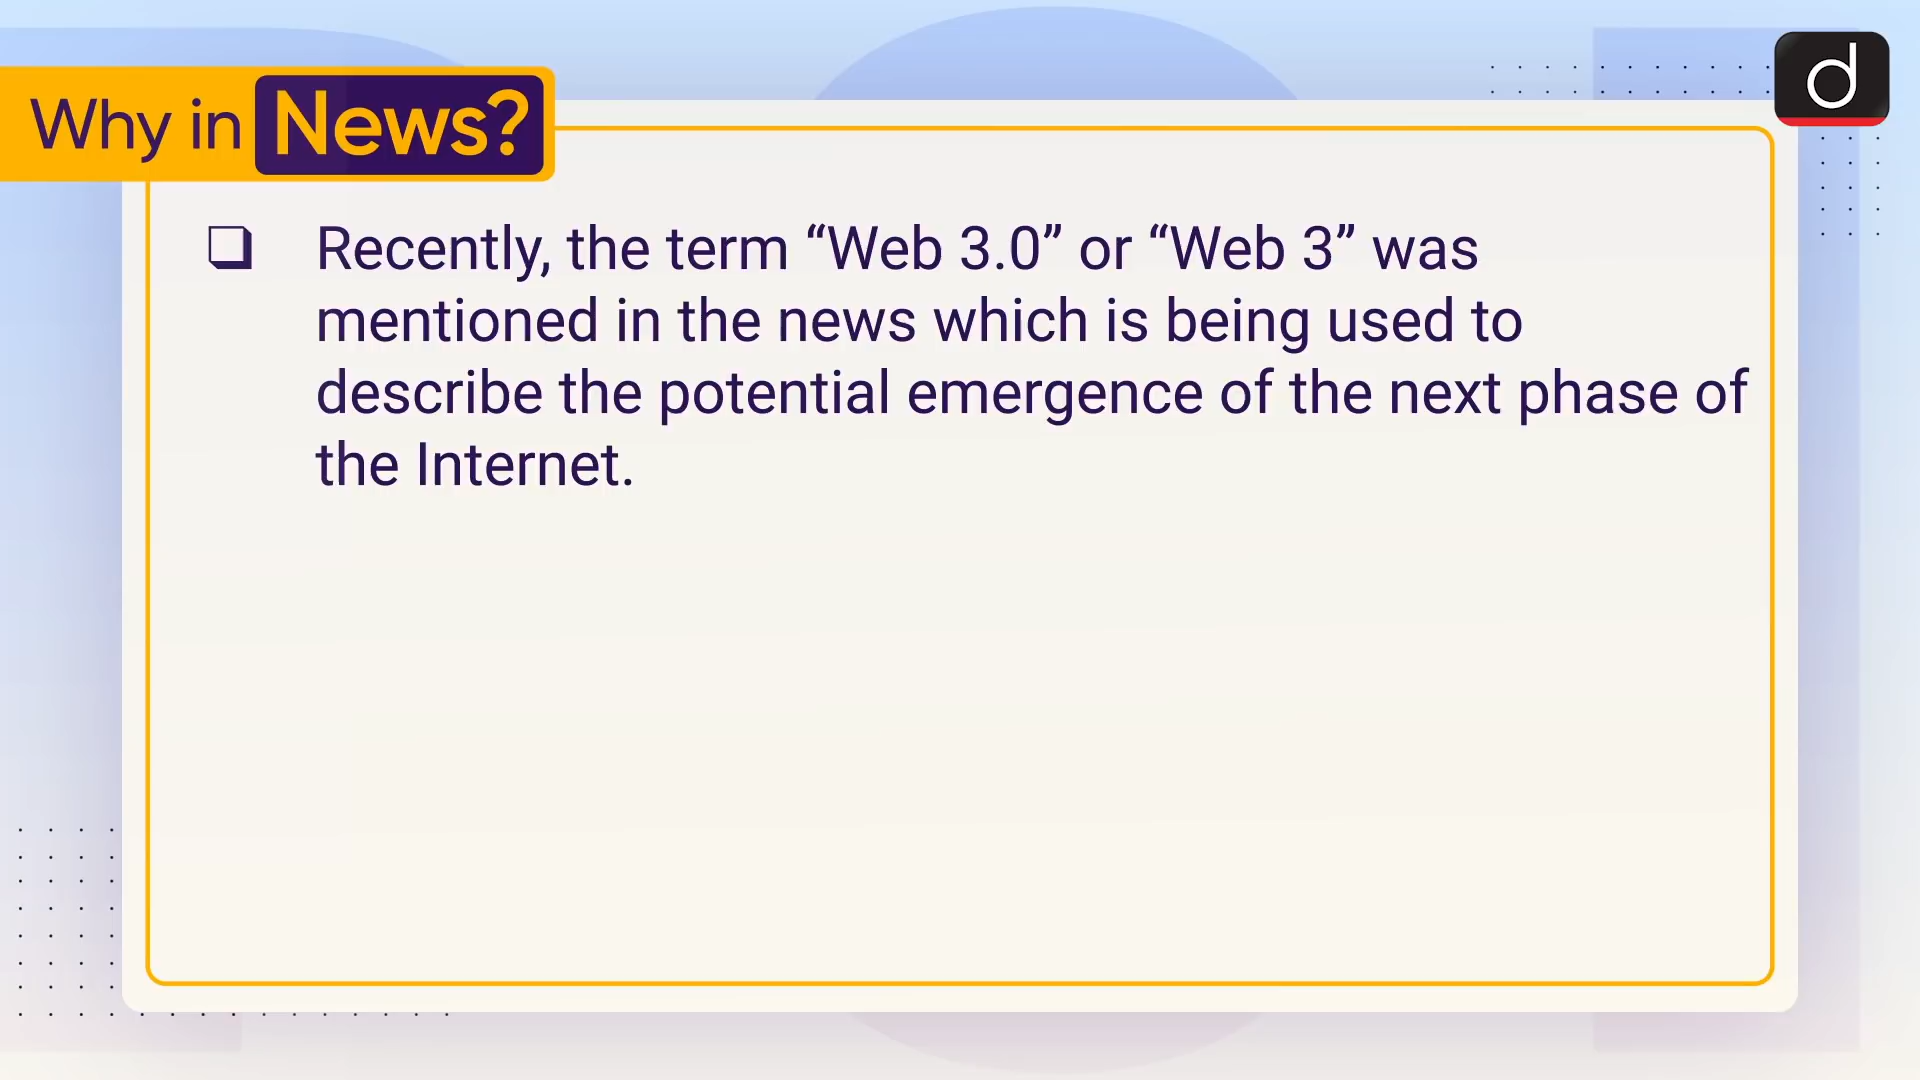 Why in News?
d
❑ Recently, the term “Web 3.0” or “Web 3” was
mentioned in the news which is being used to
describe the potential emergence of the next phase of
the Internet.